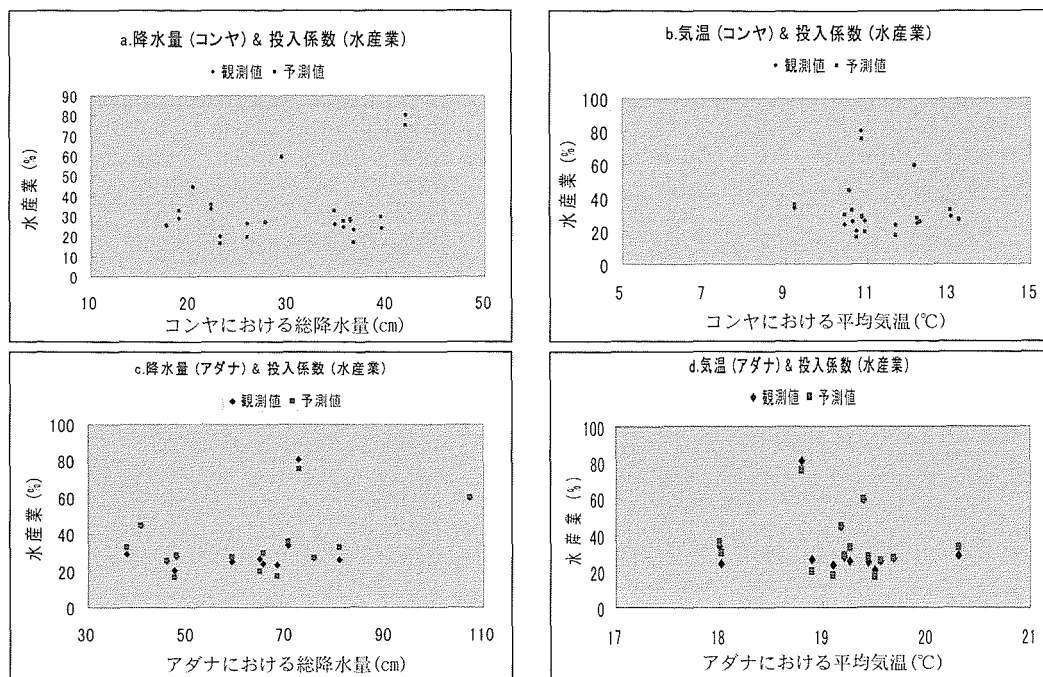 a.降水量(コンヤ) & 投入係数(水産業)
観測値 予測値
水産業(%)
90
80
70
60
50
40
30
20
10
0
10 20 30 40 50
コンヤにおける総降水量(cm)
b.気温(コンヤ) & 投入係数(水産業)
観測値 予測値
水産業(%)
100
80
60
40
20
0
5 7 9 11 13 15
コンヤにおける平均気温(℃)
c.降水量(アダナ) & 投入係数(水産業)
観測値 予測値
水産業(%)
100
80
60
40
20
0
30 50 70 90 110
アダナにおける総降水量(cm)
d.気温(アダナ) & 投入係数(水産業)
観測値 予測値
水産業(%)
100
80
60
40
20
0
17 18 19 20 21
アダナにおける平均気温(℃)